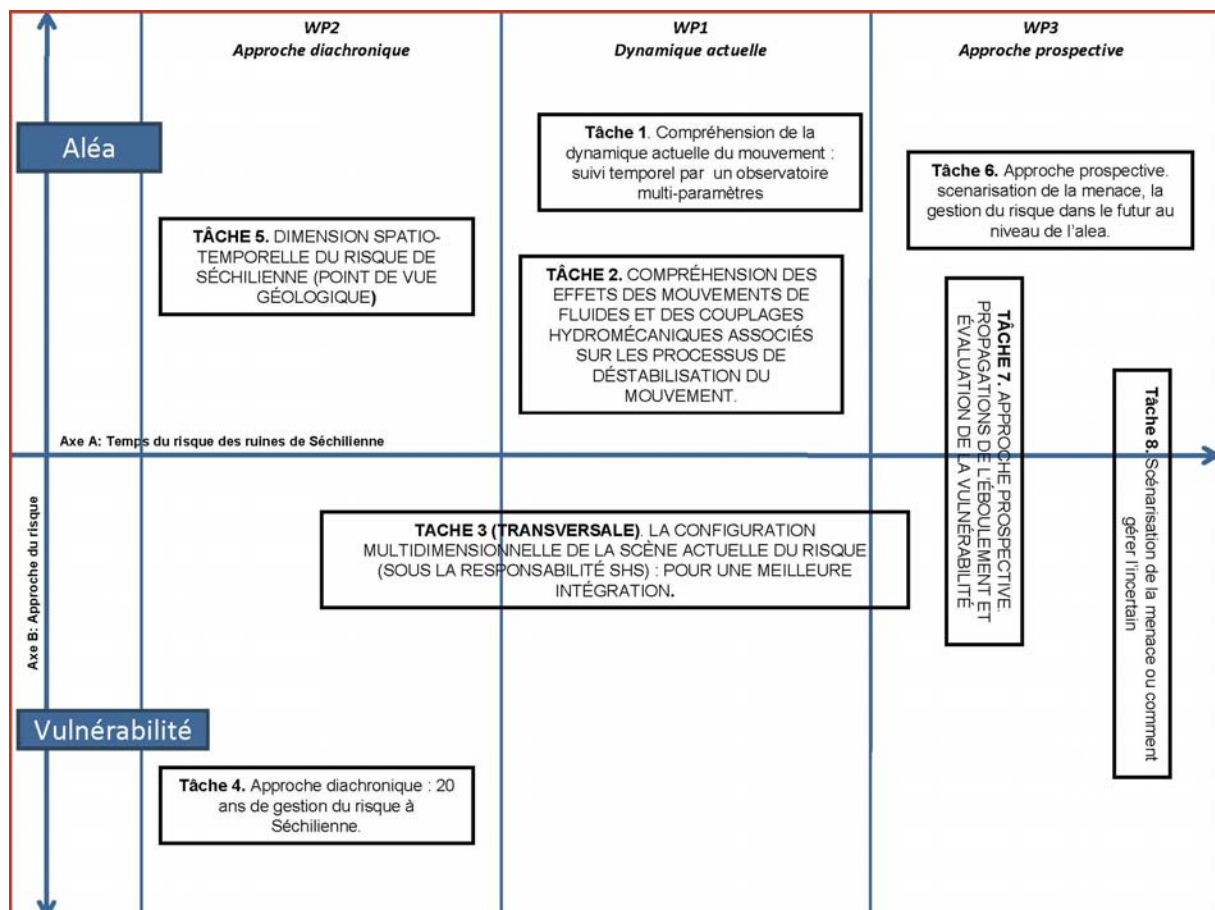 WP2
Approche diachronique
WP1
Dynamique actuelle
WP3
Approche prospective
Aléa
Tâche 1. Compréhension de la
dynamique actuelle du mouvement :
suivi temporel par un observatoire
multi-paramètres
Tâche 6. Approche prospective.
scenarisation de la menace, la
gestion du risque dans le futur au
niveau de l'alea.
TÂCHE 5. DIMENSION SPATIO-
TEMPORELLE DU RISQUE DE
SÉCHILIENNE (POINT DE VUE
GÉOLOGIQUE)
TÂCHE 2. COMPRÉHENSION DES
EFFETS DES MOUVEMENTS DE
FLUIDES ET DES COUPLAGES
HYDROMÉCANIQUES ASSOCIÉS
SUR LES PROCESSUS DE
DÉSTABILISATION DU
MOUVEMENT.
TÂCHE 7. APPROCHE PROSPECTIVE.
PROPAGATIONS DE L'ÉBOULEMENT ET
ÉVALUATION DE LA VULNÉRABILITÉ
Tâche 8. Scénarisation de la menace ou comment
gérer l'incertain
Axe A: Temps du risque des ruines de Séchilienne
Axe B: Approche du risque
TACHE 3 (TRANSVERSALE). LA CONFIGURATION
MULTIDIMENSIONNELLE DE LA SCÈNE ACTUELLE DU RISQUE
(SOUS LA RESPONSABILITÉ SHS) : POUR UNE MEILLEURE
INTÉGRATION.
Vulnérabilité
Tâche 4. Approche diachronique : 20
ans de gestion du risque à
Séchilienne.